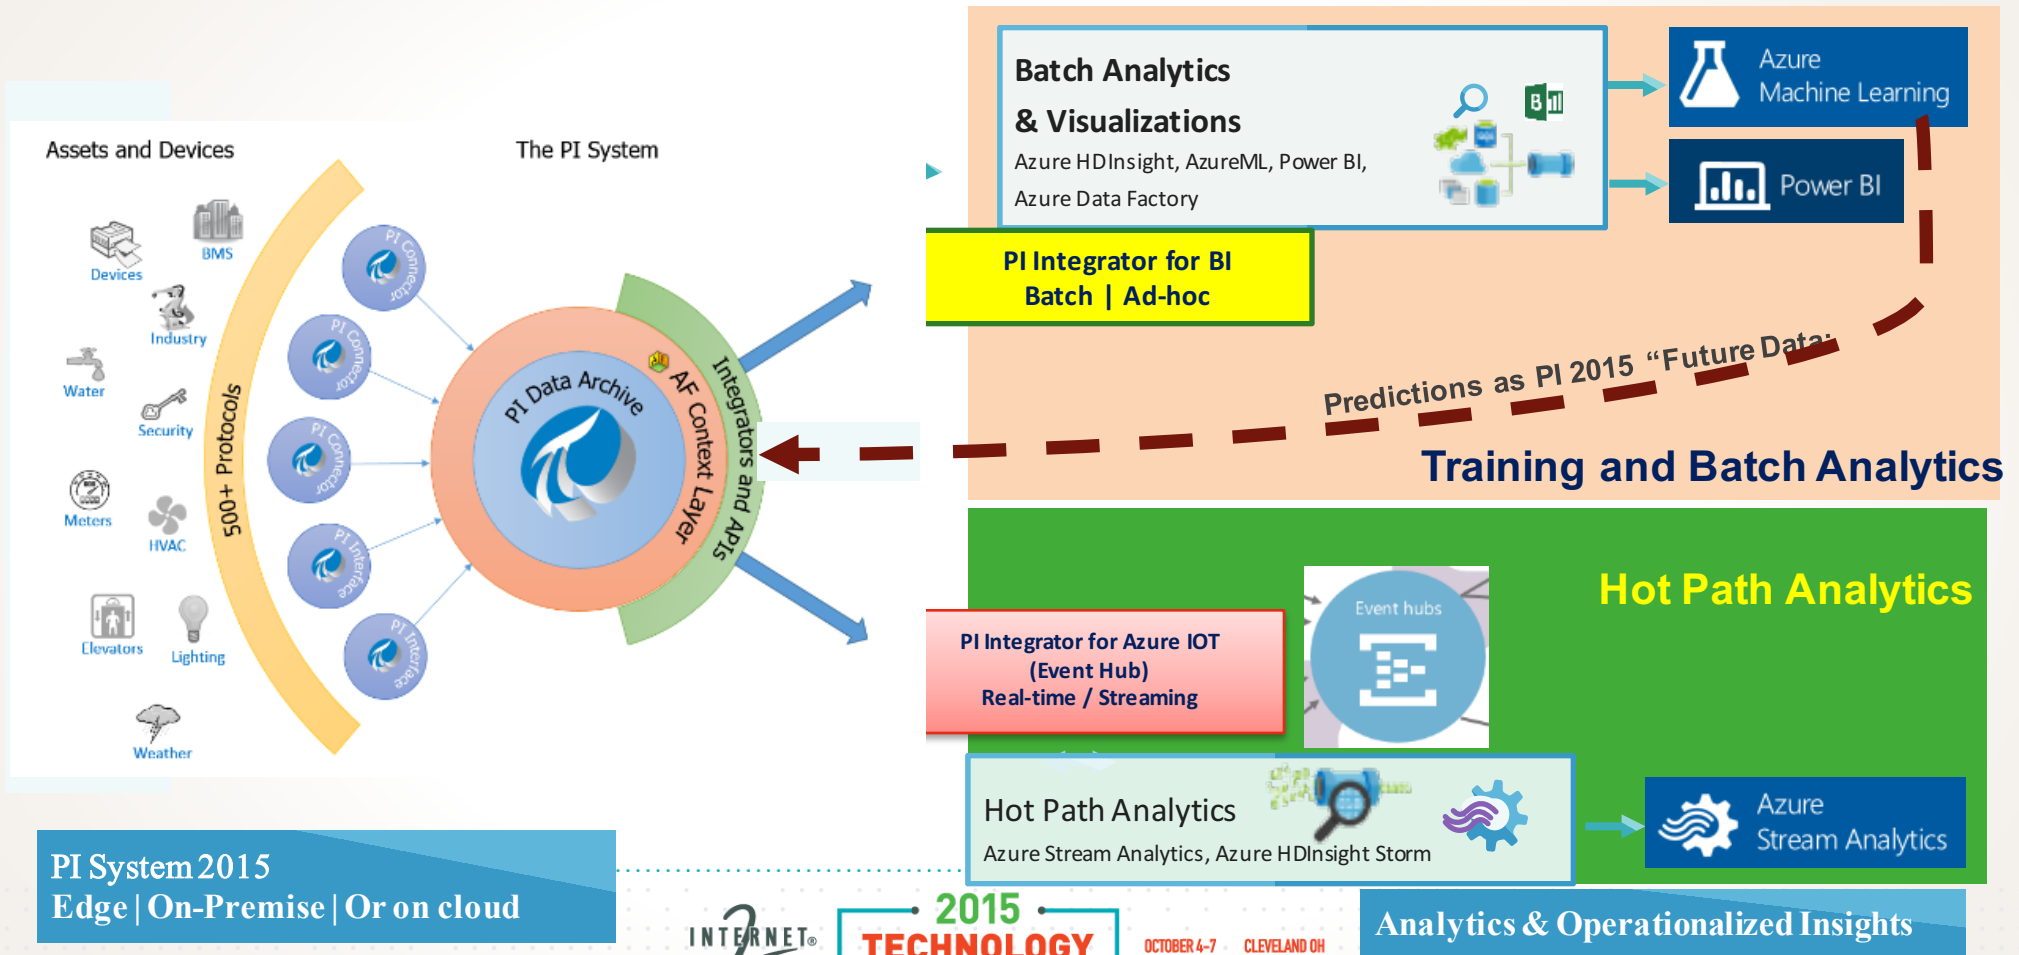 Assets and Devices
The PI System
Devices
BMS
Industry
Water
Security
Meters
HVAC
Elevators
Lighting
Weather
500+ Protocols
PI Connector
PI Connector
PI Connector
PI Interface
PI Interface
PI Data Archive
AF Context Layer
Integrators and APIs
Batch Analytics
& Visualizations
Azure HDInsight, AzureML, Power BI,
Azure Data Factory
Azure
Machine Learning
Power BI
PI Integrator for BI
Batch | Ad-hoc
Predictions as PI 2015 “Future Data:
Training and Batch Analytics
Hot Path Analytics
Event hubs
PI Integrator for Azure IOT
(Event Hub)
Real-time / Streaming
Hot Path Analytics
Azure Stream Analytics, Azure HDInsight Storm
Azure
Stream Analytics
PI System 2015
Edge | On-Premise | Or on cloud
INTERNET®
2
2015
TECHNOLOGY
OCTOBER 4-7 CLEVELAND OH
Analytics & Operationalized Insights